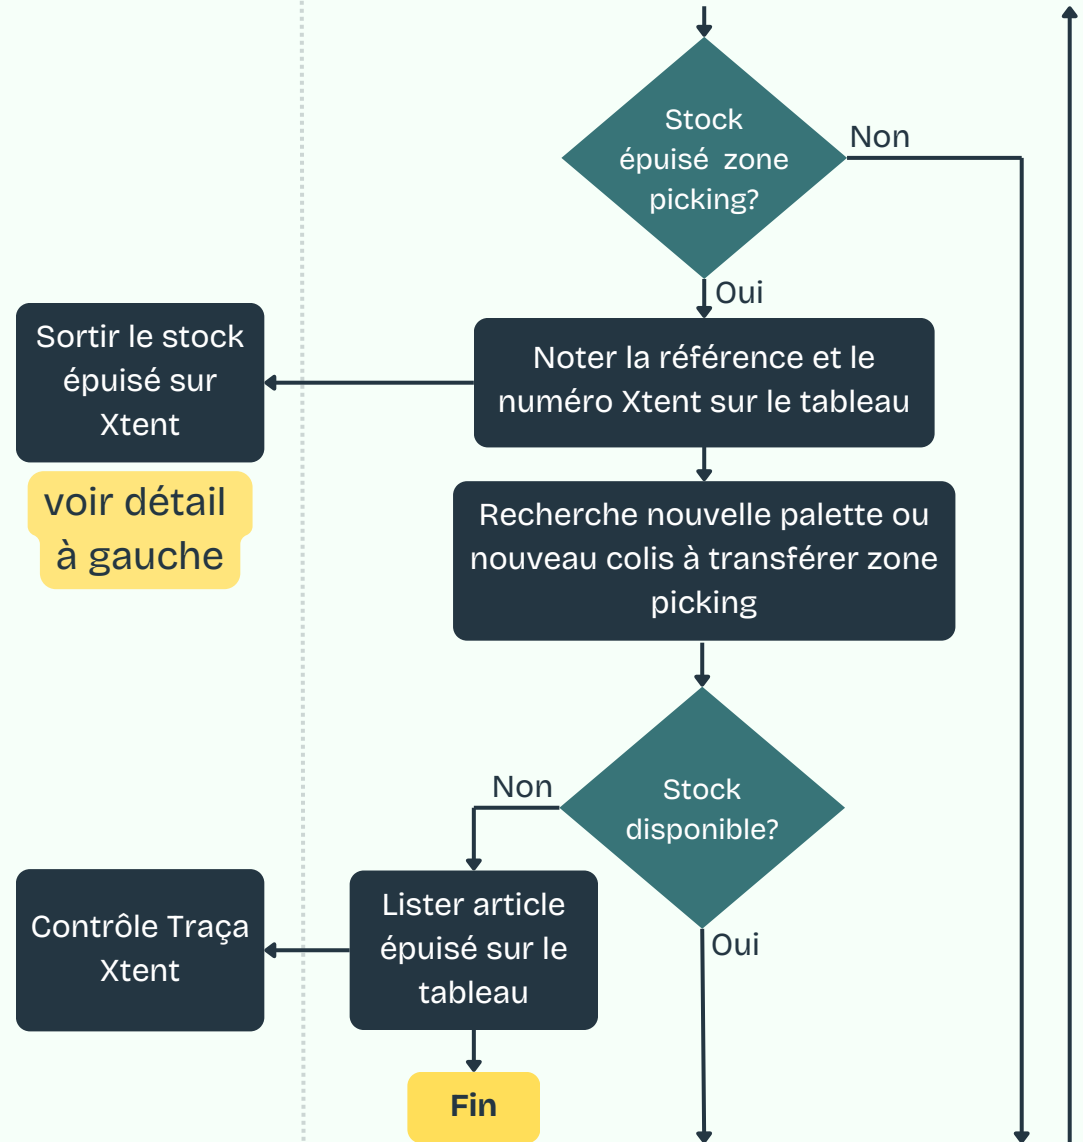 Stock
épuisé zone
picking?
Non
Oui
Sortir le stock
épuisé sur
Xtent
voir détail
à gauche
Noter la référence et le
numéro Xtent sur le tableau
Recherche nouvelle palette ou
nouveau colis à transférer zone
picking
Stock
disponible?
Non
Oui
Contrôle Traça
Xtent
Lister article
épuisé sur le
tableau
Fin